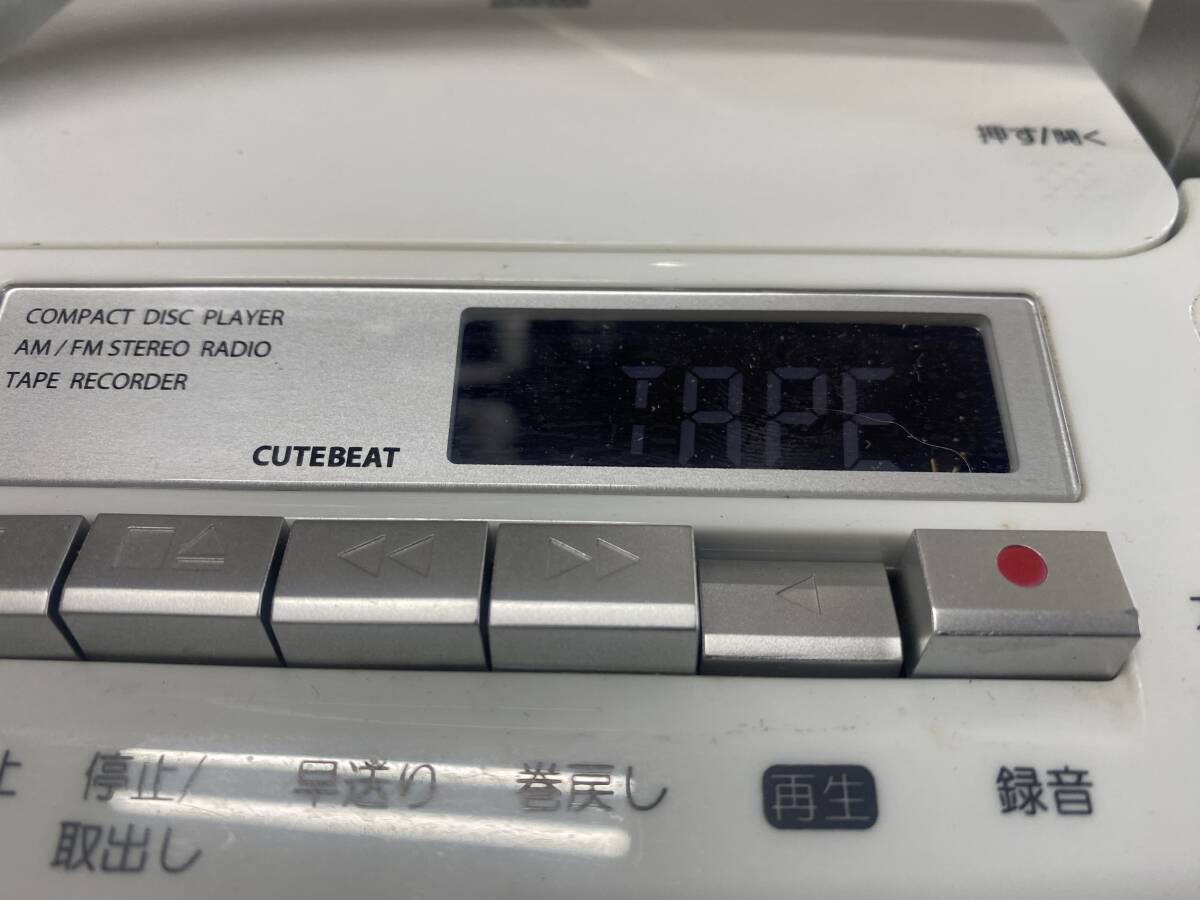 押す/開く
COMPACT DISC PLAYER
AM / FM STEREO RADIO
TAPE RECORDER
CUTEBEAT
TAPE
停止/
取出し
早送り
巻戻し
再生
録音